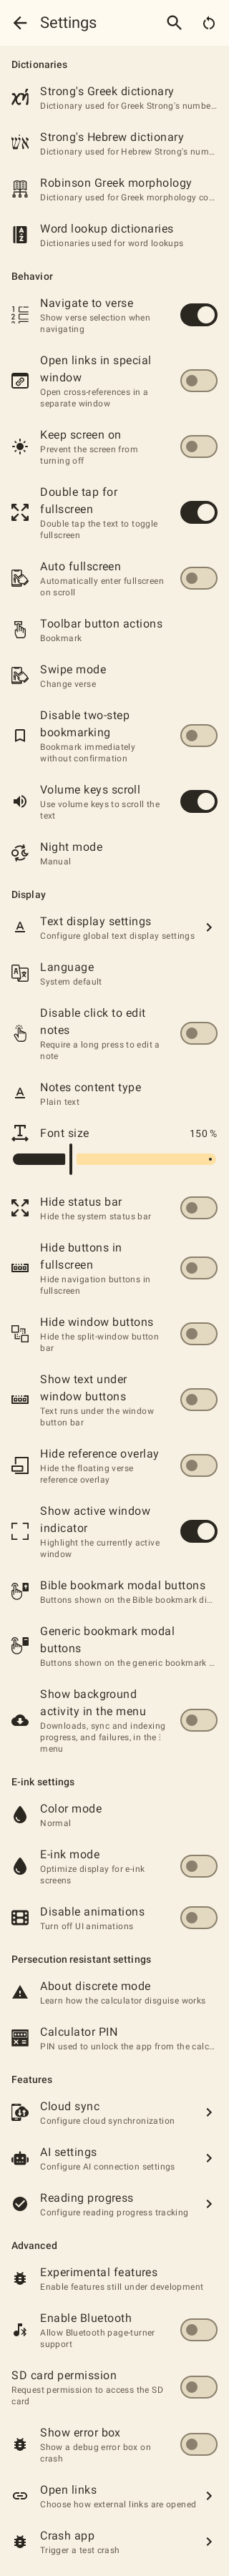 Settings
Dictionaries
Strong's Greek dictionary
Dictionary used for Greek Strong's numbe...
Strong's Hebrew dictionary
Dictionary used for Hebrew Strong's num...
Robinson Greek morphology
Dictionary used for Greek morphology co...
Word lookup dictionaries
Dictionaries used for word lookups
Behavior
Navigate to verse
Show verse selection when
navigating
Open links in special
window
Open cross-references in a
separate window
Keep screen on
Prevent the screen from
turning off
Double tap for
fullscreen
Double tap the text to toggle
fullscreen
Auto fullscreen
Automatically enter fullscreen
on scroll
Toolbar button actions
Bookmark
Swipe mode
Change verse
Disable two-step
bookmarking
Bookmark immediately
without confirmation
Volume keys scroll
Use volume keys to scroll the
text
Night mode
Manual
Display
Text display settings
Configure global text display settings
Language
System default
Disable click to edit
notes
Require a long press to edit a
note
Notes content type
Plain text
Font size
150 %
Hide status bar
Hide the system status bar
Hide buttons in
fullscreen
Hide navigation buttons in
fullscreen
Hide window buttons
Hide the split-window button
bar
Show text under
window buttons
Text runs under the window
button bar
Hide reference overlay
Hide the floating verse
reference overlay
Show active window
indicator
Highlight the currently active
window
Bible bookmark modal buttons
Buttons shown on the Bible bookmark di...
Generic bookmark modal
buttons
Buttons shown on the generic bookmark ...
Show background
activity in the menu
Downloads, sync and indexing
progress, and failures, in the ⋮
menu
E-ink settings
Color mode
Normal
E-ink mode
Optimize display for e-ink
screens
Disable animations
Turn off UI animations
Persecution resistant settings
About discrete mode
Learn how the calculator disguise works
Calculator PIN
PIN used to unlock the app from the calc...
Features
Cloud sync
Configure cloud synchronization
AI settings
Configure AI connection settings
Reading progress
Configure reading progress tracking
Advanced
Experimental features
Enable features still under development
Enable Bluetooth
Allow Bluetooth page-turner
support
SD card permission
Request permission to access the SD
card
Show error box
Show a debug error box on
crash
Open links
Choose how external links are opened
Crash app
Trigger a test crash